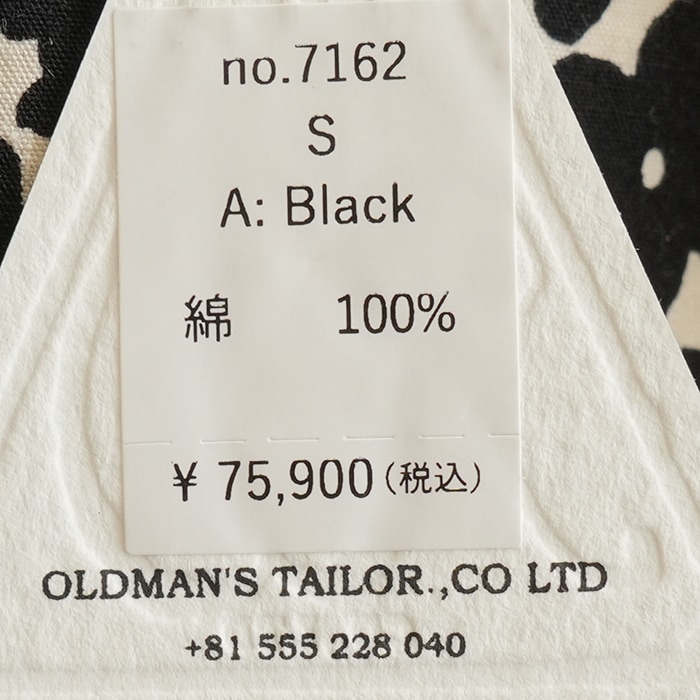 no.7162
S
A: Black
綿 100%
¥ 75,900(税込)
OLDMAN'S TAILOR.,CO LTD
+81 555 228 040